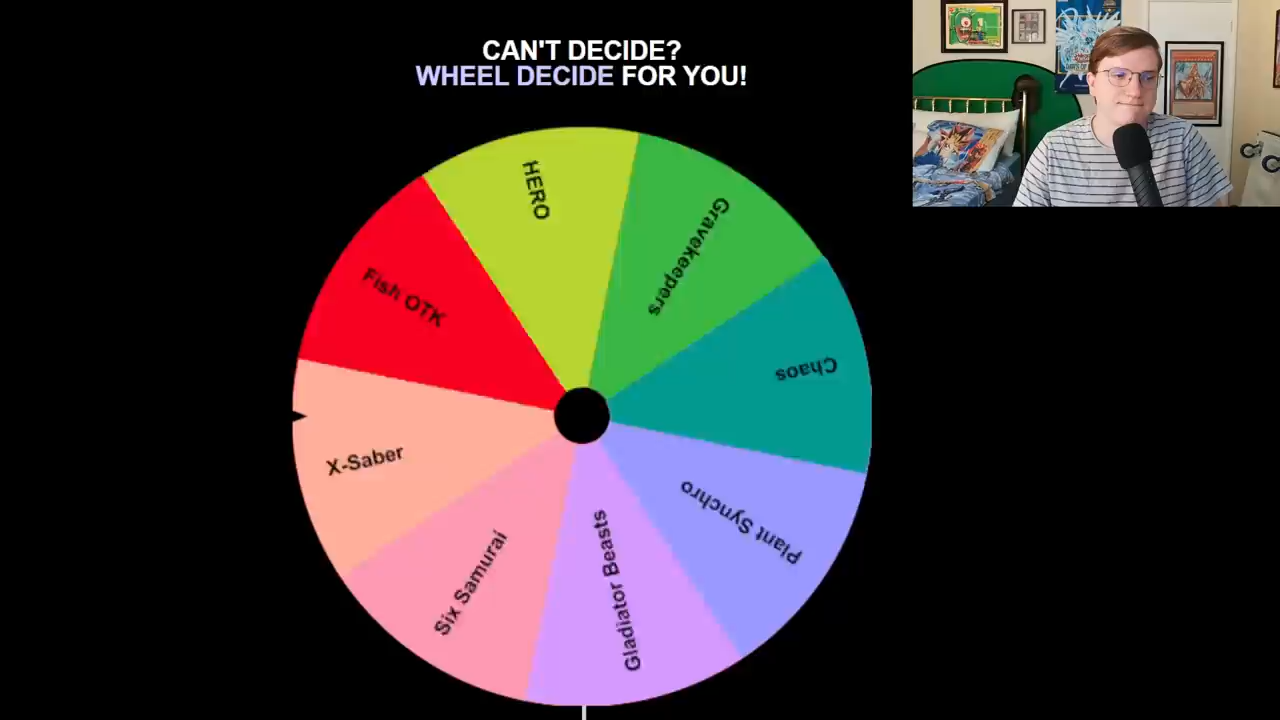 CAN'T DECIDE?
WHEEL DECIDE FOR YOU!
HERO
Gravekeepers
Chaos
Plant Synchro
Gladiator Beasts
Six Samurai
X-Saber
Fish OTK